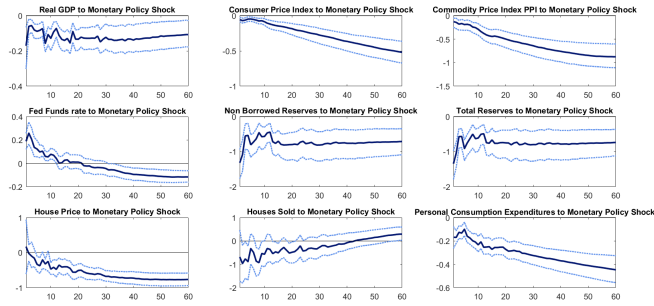 Real GDP to Monetary Policy Shock
0
-0.2
-0.4
10 20 30 40 50 60
Consumer Price Index to Monetary Policy Shock
0
-0.5
-1
10 20 30 40 50 60
Commodity Price Index PPI to Monetary Policy Shock
0
-0.5
-1
-1.5
10 20 30 40 50 60
Fed Funds rate to Monetary Policy Shock
0.4
0.2
0
-0.2
10 20 30 40 50 60
Non Borrowed Reserves to Monetary Policy Shock
0
-1
-2
10 20 30 40 50 60
Total Reserves to Monetary Policy Shock
0
-1
-2
10 20 30 40 50 60
House Price to Monetary Policy Shock
1
0
-1
10 20 30 40 50 60
Houses Sold to Monetary Policy Shock
1
0
-1
-2
10 20 30 40 50 60
Personal Consumption Expenditures to Monetary Policy Shock
0
-0.2
-0.4
-0.6
10 20 30 40 50 60